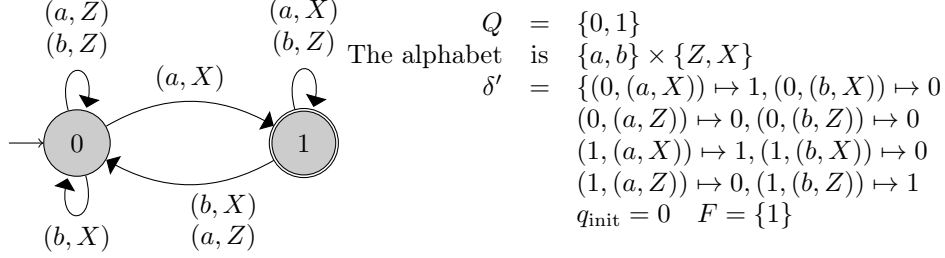 (a, Z)
(b, Z)
(a, X)
(b, Z)
(a, X)
0
1
(b, X)
(b, X)
(a, Z)
Q = {0, 1}
The alphabet is {a, b} × {Z, X}
δ′ = {(0, (a, X)) ↦ 1, (0, (b, X)) ↦ 0
(0, (a, Z)) ↦ 0, (0, (b, Z)) ↦ 0
(1, (a, X)) ↦ 1, (1, (b, X)) ↦ 0
(1, (a, Z)) ↦ 0, (1, (b, Z)) ↦ 1
q_init = 0 F = {1}